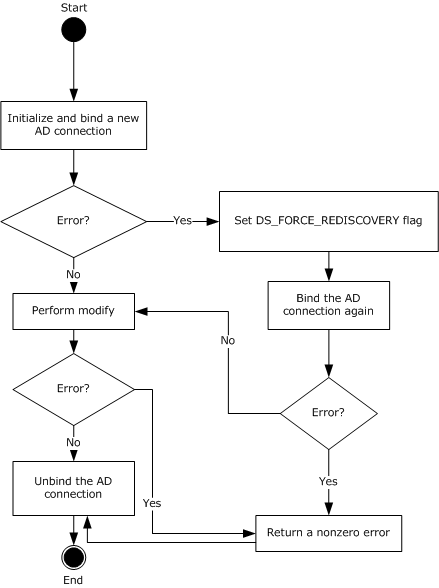 Start
Initialize and bind a new
AD connection
Error?
Yes
Set DS_FORCE_REDISCOVERY flag
No
Bind the AD
connection again
Perform modify
No
Error?
Error?
No
Yes
Unbind the AD
connection
Yes
Return a nonzero error
End